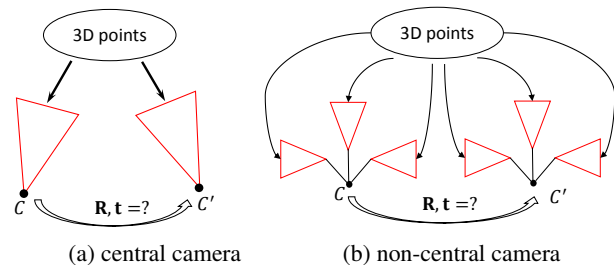 3D points
C
C′
R, t =?
(a) central camera
3D points
C
C′
R, t =?
(b) non-central camera